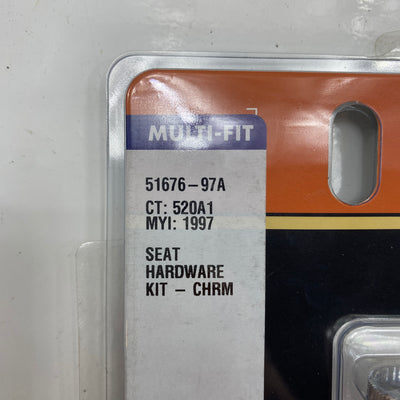 MULTI-FIT
51676-97A
CT: 520A1
MYI: 1997
SEAT
HARDWARE
KIT - CHRM